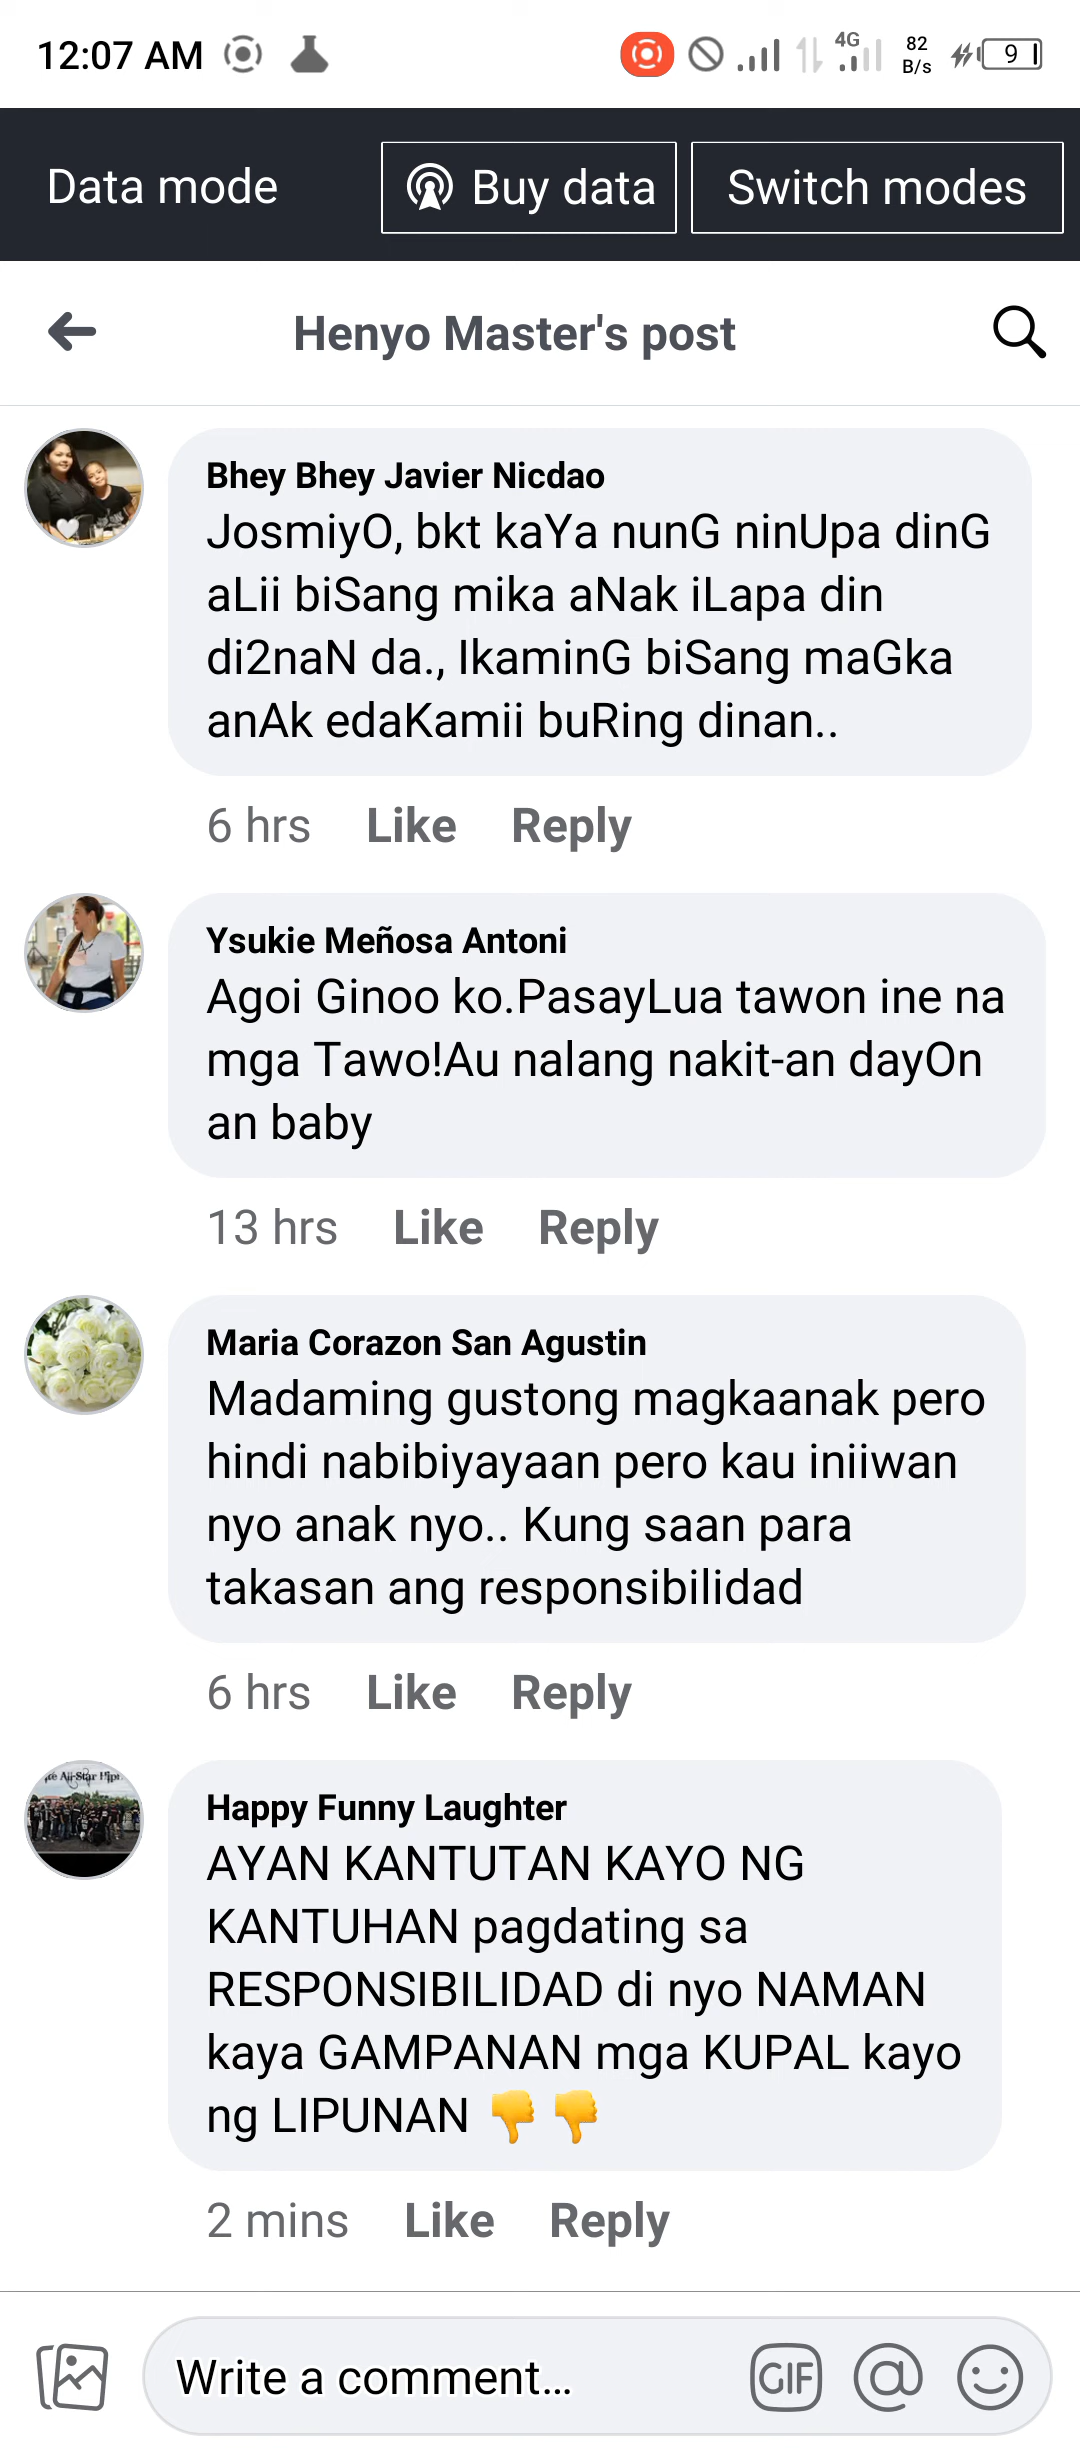 12:07 AM 4G 82 B/s 9
Data mode Buy data Switch modes
Henyo Master's post
Bhey Bhey Javier Nicdao
JosmiyO, bkt kaYa nunG ninUpa dinG
aLii biSang mika aNak iLapa din
di2naN da., IkaminG biSang maGka
anAk edaKamii buRing dinan..
6 hrs Like Reply
Ysukie Meñosa Antoni
Agoi Ginoo ko.PasayLua tawon ine na
mga Tawo!Au nalang nakit-an dayOn
an baby
13 hrs Like Reply
Maria Corazon San Agustin
Madaming gustong magkaanak pero
hindi nabibiyayaan pero kau iniiwan
nyo anak nyo.. Kung saan para
takasan ang responsibilidad
6 hrs Like Reply
Happy Funny Laughter
AYAN KANTUTAN KAYO NG
KANTUHAN pagdating sa
RESPONSIBILIDAD di nyo NAMAN
kaya GAMPANAN mga KUPAL kayo
ng LIPUNAN 👎 👎
2 mins Like Reply
Write a comment... GIF @